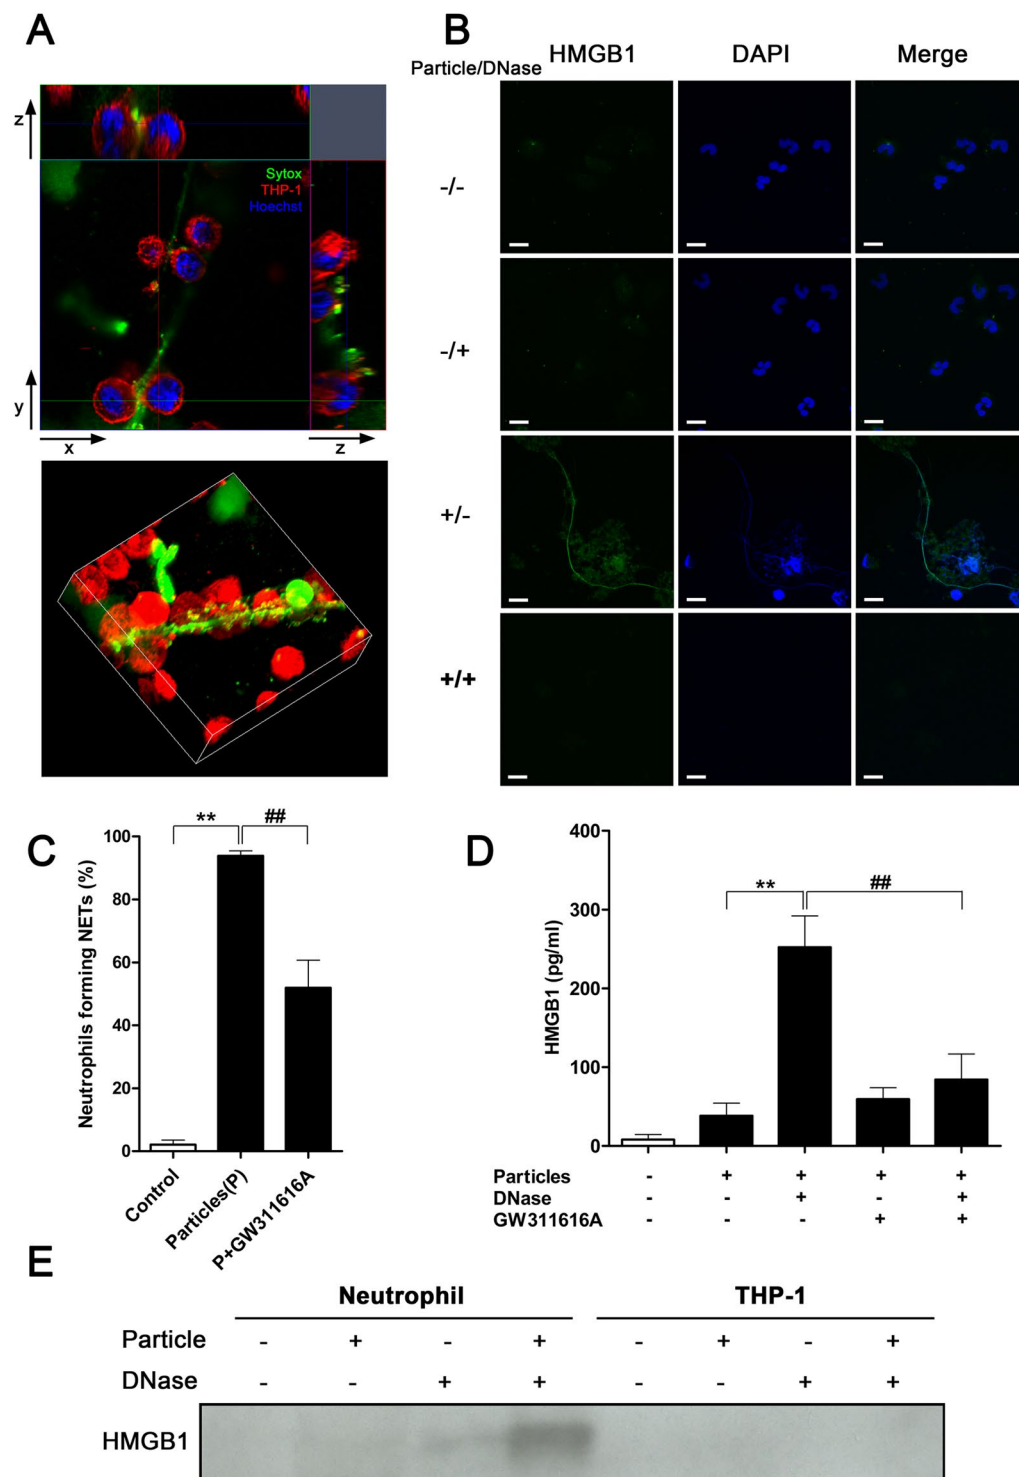 A
z
Sytox
THP-1
Hoechst
y
x
z
B
Particle/DNase
HMGB1 DAPI Merge
-/-
-/+
+/-
+/+
C
Neutrophils forming NETs (%)
** ##
100
80
60
40
20
0
Control
Particles(P)
P+GW311616A
D
HMGB1 (pg/ml)
** ##
400
300
200
100
0
Particles - + + + +
DNase - - + - +
GW311616A - - - + +
E
Neutrophil THP-1
Particle - + - + - + - +
DNase - - + + - - + +
HMGB1